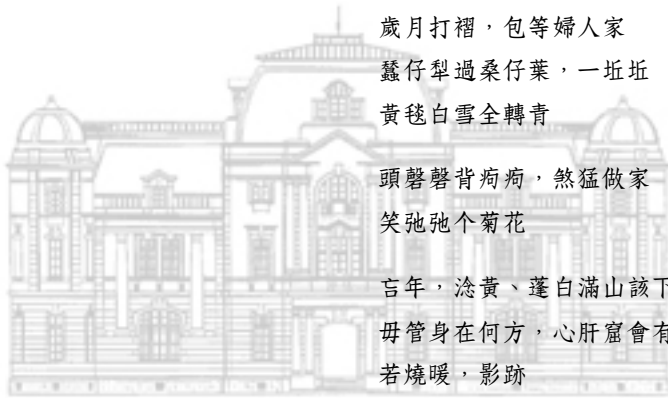 歲月打褶，包等婦人家
蠶仔犁過桑仔葉，一坵坵
黃毬白雪全轉青
頭磬磬背痀痀，煞猛做家
笑弛弛个菊花
忘年，淰黃、蓬白滿山該下
毋管身在何方，心肝窟會有
若燒暖，影跡